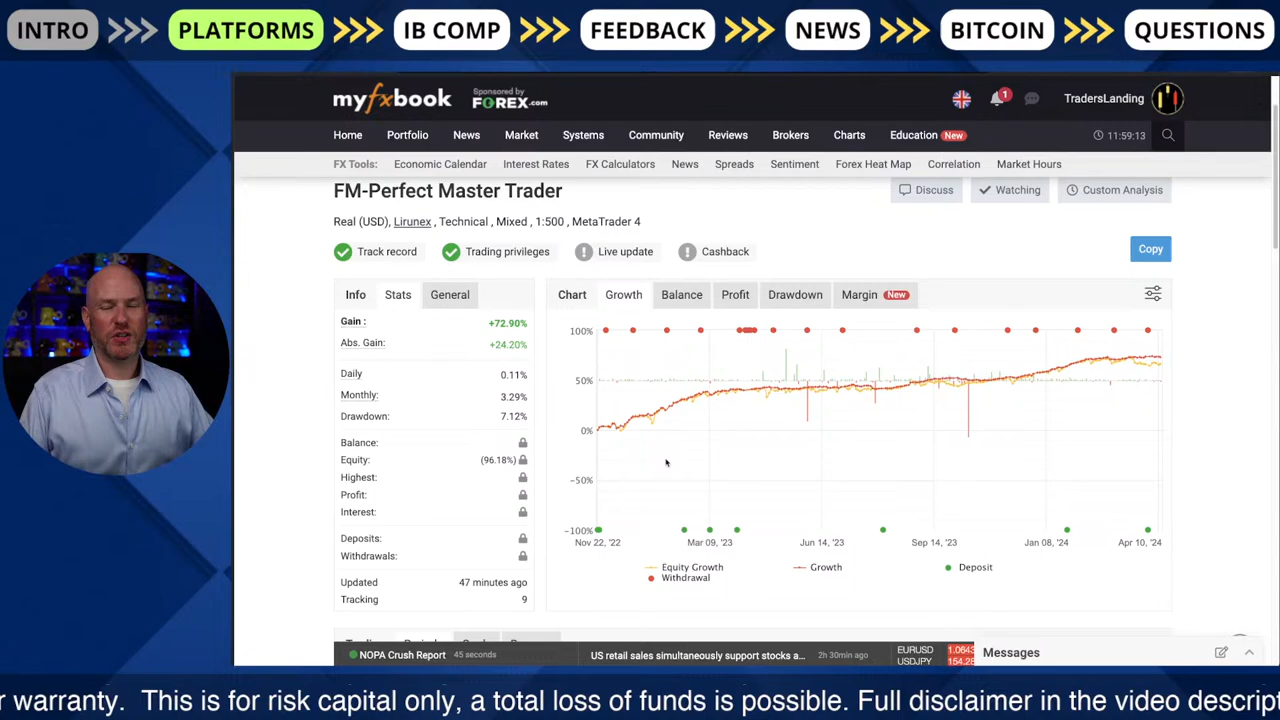 INTRO >>> PLATFORMS >>> IB COMP >>> FEEDBACK >>> NEWS >>> BITCOIN >>> QUESTIONS
myfxbook Sponsored by FOREX.com 1 TradersLanding
Home Portfolio News Market Systems Community Reviews Brokers Charts Education New 11:59:13
FX Tools: Economic Calendar Interest Rates FX Calculators News Spreads Sentiment Forex Heat Map Correlation Market Hours
FM-Perfect Master Trader Discuss Watching Custom Analysis
Real (USD), Lirunex , Technical , Mixed , 1:500 , MetaTrader 4
Track record Trading privileges Live update Cashback Copy
Info Stats General
Chart Growth Balance Profit Drawdown Margin New
Gain : +72.90%
Abs. Gain: +24.20%
Daily 0.11%
Monthly: 3.29%
Drawdown: 7.12%
Balance:
Equity: (96.18%)
Highest:
Profit:
Interest:
Deposits:
Withdrawals:
Updated 47 minutes ago
Tracking 9
100%
50%
0%
−50%
−100%
Nov 22, '22 Mar 09, '23 Jun 14, '23 Sep 14, '23 Jan 08, '24 Apr 10, '24
Equity Growth Growth Deposit
Withdrawal
NOPA Crush Report 45 seconds US retail sales simultaneously support stocks a... 2h 30min ago EURUSD 1.0643 Messages
USDJPY 154.28
r warranty. This is for risk capital only, a total loss of funds is possible. Full disclaimer in the video descrip